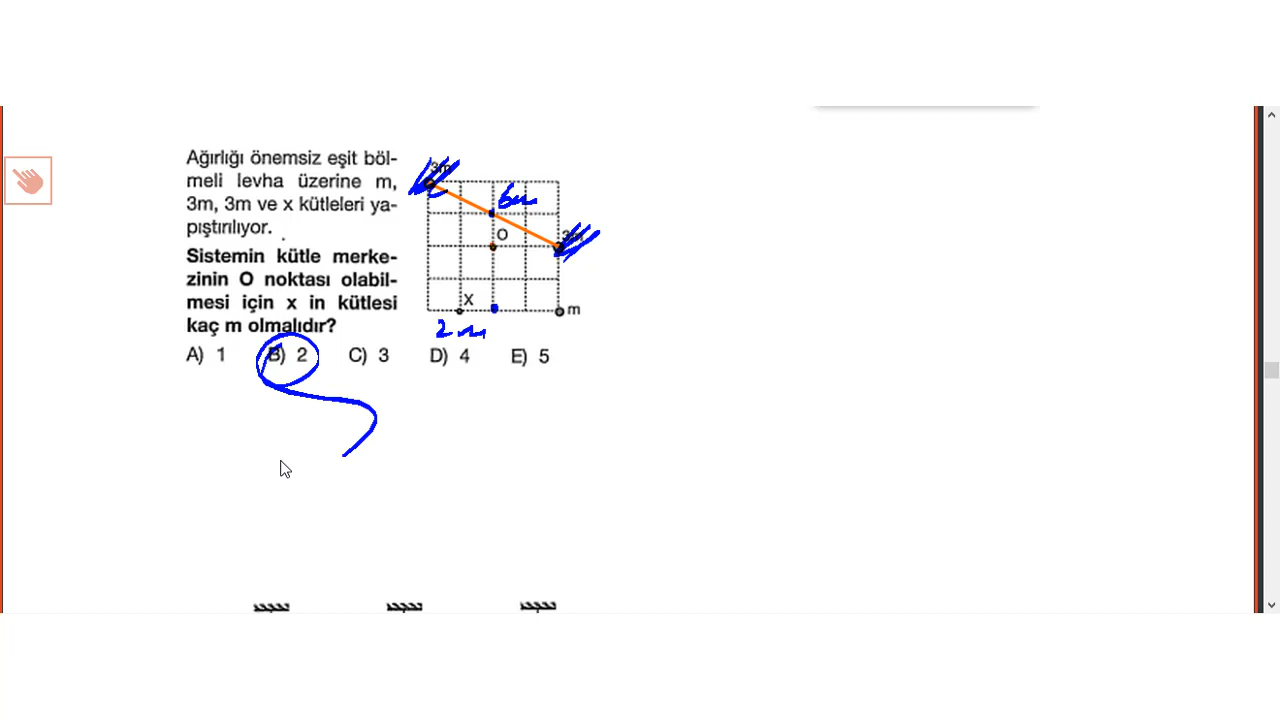 Ağırlığı önemsiz eşit böl-
meli levha üzerine m,
3m, 3m ve x kütleleri ya-
pıştırılıyor.
Sistemin kütle merke-
zinin O noktası olabil-
mesi için x in kütlesi
kaç m olmalıdır?
3m
6m
O
3m
X
m
2m
A) 1 B) 2 C) 3 D) 4 E) 5